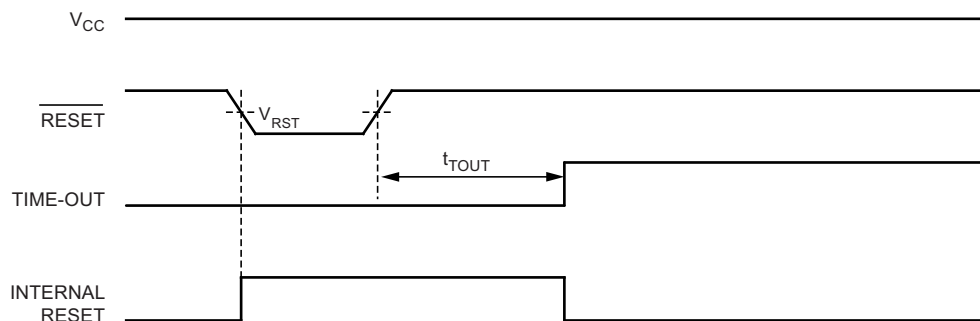 VCC
RESET
VRST
tTOUT
TIME-OUT
INTERNAL
RESET